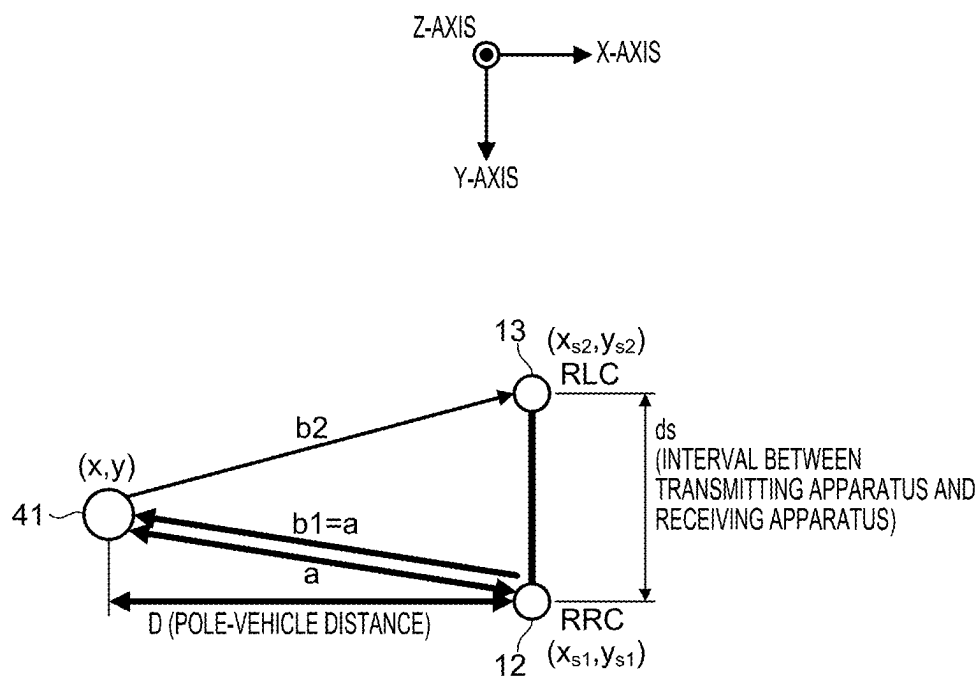 Z-AXIS
X-AXIS
Y-AXIS
13
(xs2,ys2)
RLC
b2
ds
(INTERVAL BETWEEN
TRANSMITTING APPARATUS AND
RECEIVING APPARATUS)
(x,y)
41
b1=a
a
D (POLE-VEHICLE DISTANCE)
RRC
12
(xs1,ys1)